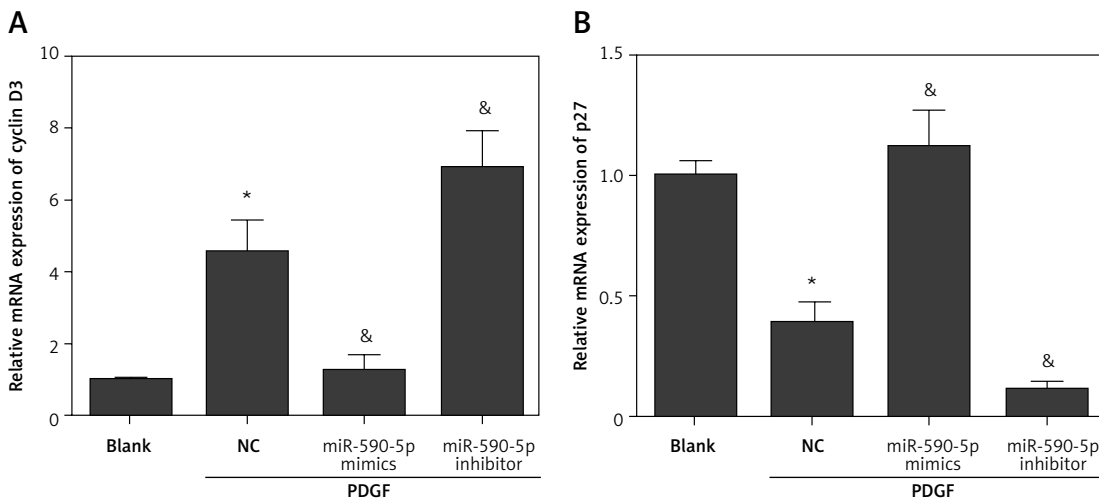 A
Relative mRNA expression of cyclin D3
10
8
6
4
2
0
*
&
&
Blank
NC
miR-590-5p
mimics
miR-590-5p
inhibitor
PDGF
B
Relative mRNA expression of p27
1.5
1.0
0.5
0
*
&
&
Blank
NC
miR-590-5p
mimics
miR-590-5p
inhibitor
PDGF